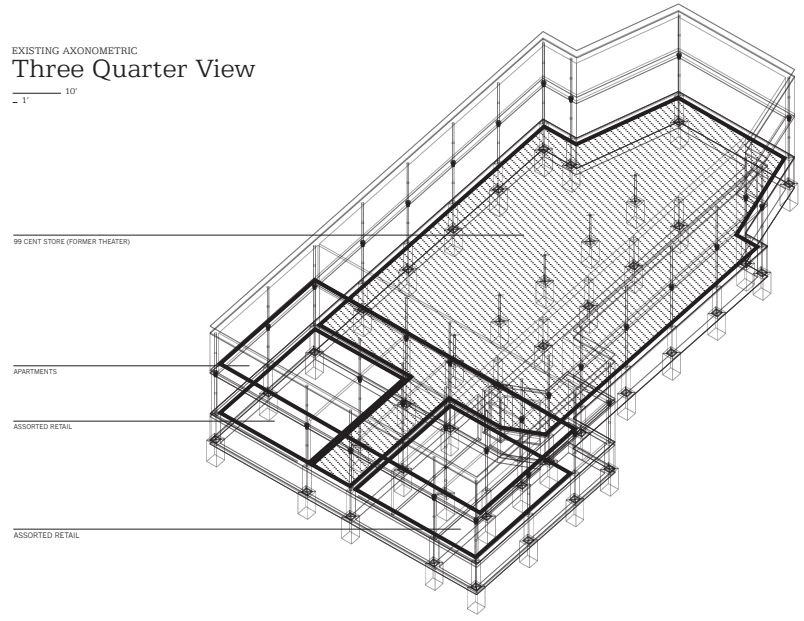 EXISTING AXONOMETRIC
Three Quarter View
10'
1'
99 CENT STORE (FORMER THEATER)
APARTMENTS
ASSORTED RETAIL
ASSORTED RETAIL